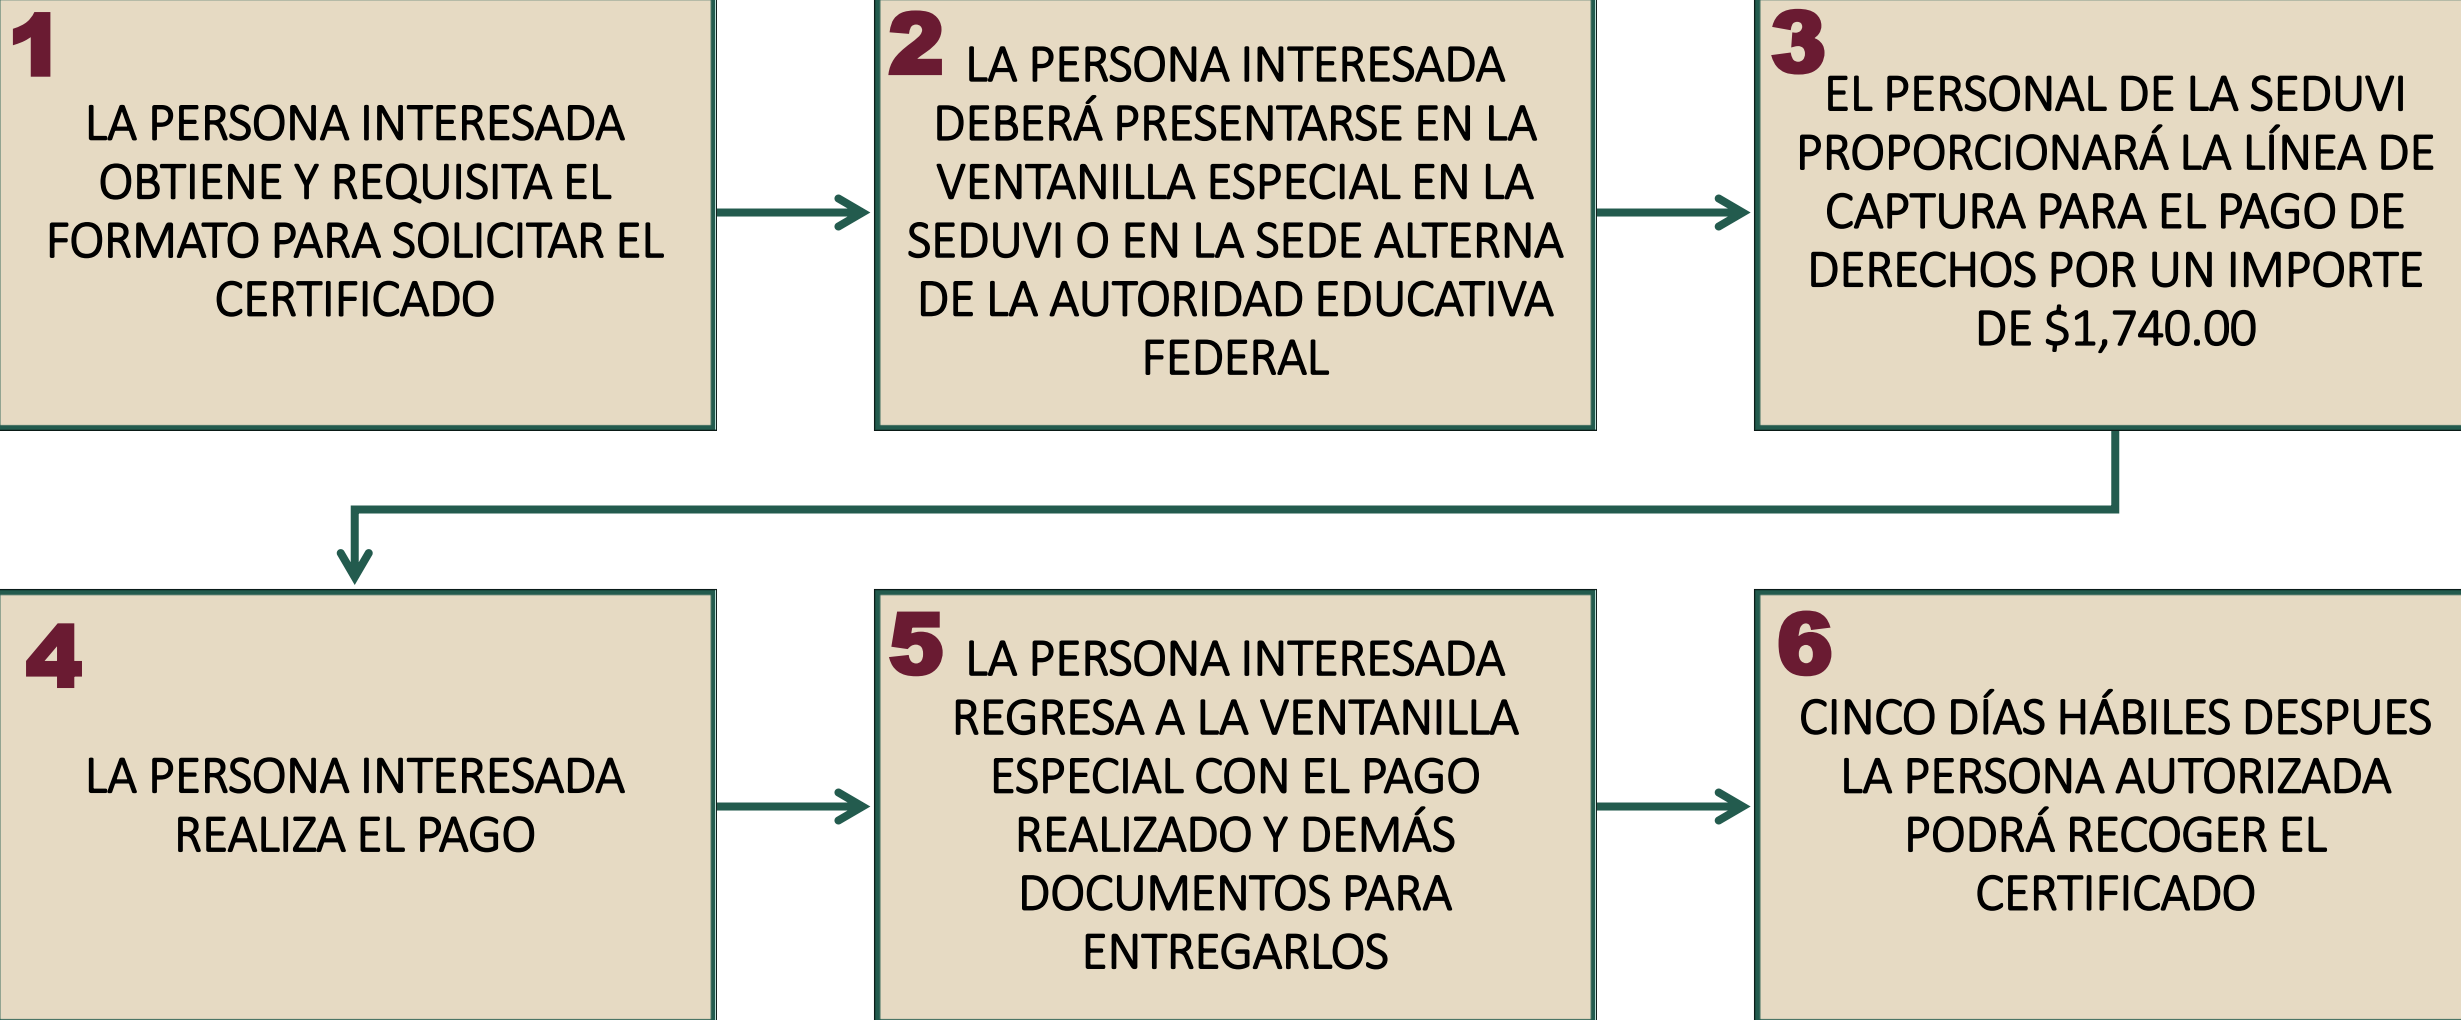 1
LA PERSONA INTERESADA
OBTIENE Y REQUISITA EL
FORMATO PARA SOLICITAR EL
CERTIFICADO
2
LA PERSONA INTERESADA
DEBERÁ PRESENTARSE EN LA
VENTANILLA ESPECIAL EN LA
SEDUVI O EN LA SEDE ALTERNA
DE LA AUTORIDAD EDUCATIVA
FEDERAL
3
EL PERSONAL DE LA SEDUVI
PROPORCIONARÁ LA LÍNEA DE
CAPTURA PARA EL PAGO DE
DERECHOS POR UN IMPORTE
DE $1,740.00
4
LA PERSONA INTERESADA
REALIZA EL PAGO
5
LA PERSONA INTERESADA
REGRESA A LA VENTANILLA
ESPECIAL CON EL PAGO
REALIZADO Y DEMÁS
DOCUMENTOS PARA
ENTREGARLOS
6
CINCO DÍAS HÁBILES DESPUES
LA PERSONA AUTORIZADA
PODRÁ RECOGER EL
CERTIFICADO